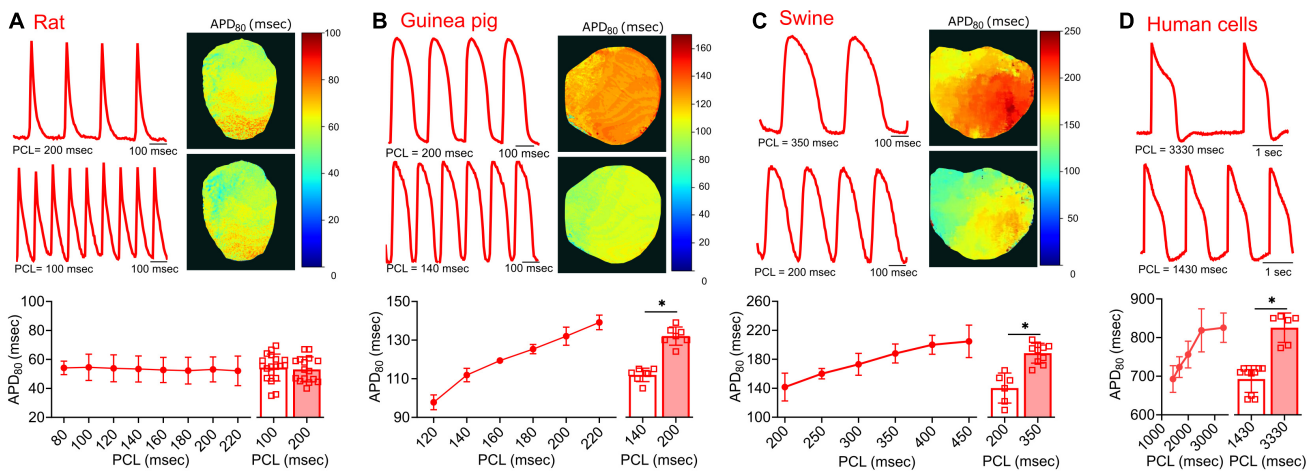 A Rat
APD80 (msec)
100
80
60
40
20
0
PCL= 200 msec
100 msec
PCL= 100 msec
100 msec
APD80 (msec)
100
80
60
40
20
80
100
120
140
160
180
200
220
PCL (msec)
100
200
PCL (msec)
B Guinea pig
APD80 (msec)
160
140
120
100
80
60
40
20
0
PCL= 200 msec
100 msec
PCL= 140 msec
100 msec
APD80 (msec)
150
130
110
90
120
140
160
180
200
220
PCL (msec)
*
140
200
PCL (msec)
C Swine
APD80 (msec)
250
200
150
100
50
0
PCL = 350 msec
100 msec
PCL = 200 msec
100 msec
APD80 (msec)
260
220
180
140
100
200
250
300
350
400
450
PCL (msec)
*
200
350
PCL (msec)
D Human cells
PCL = 3330 msec
1 sec
PCL = 1430 msec
1 sec
APD80 (msec)
900
800
700
600
1000
2000
3000
PCL (msec)
*
1430
3330
PCL (msec)